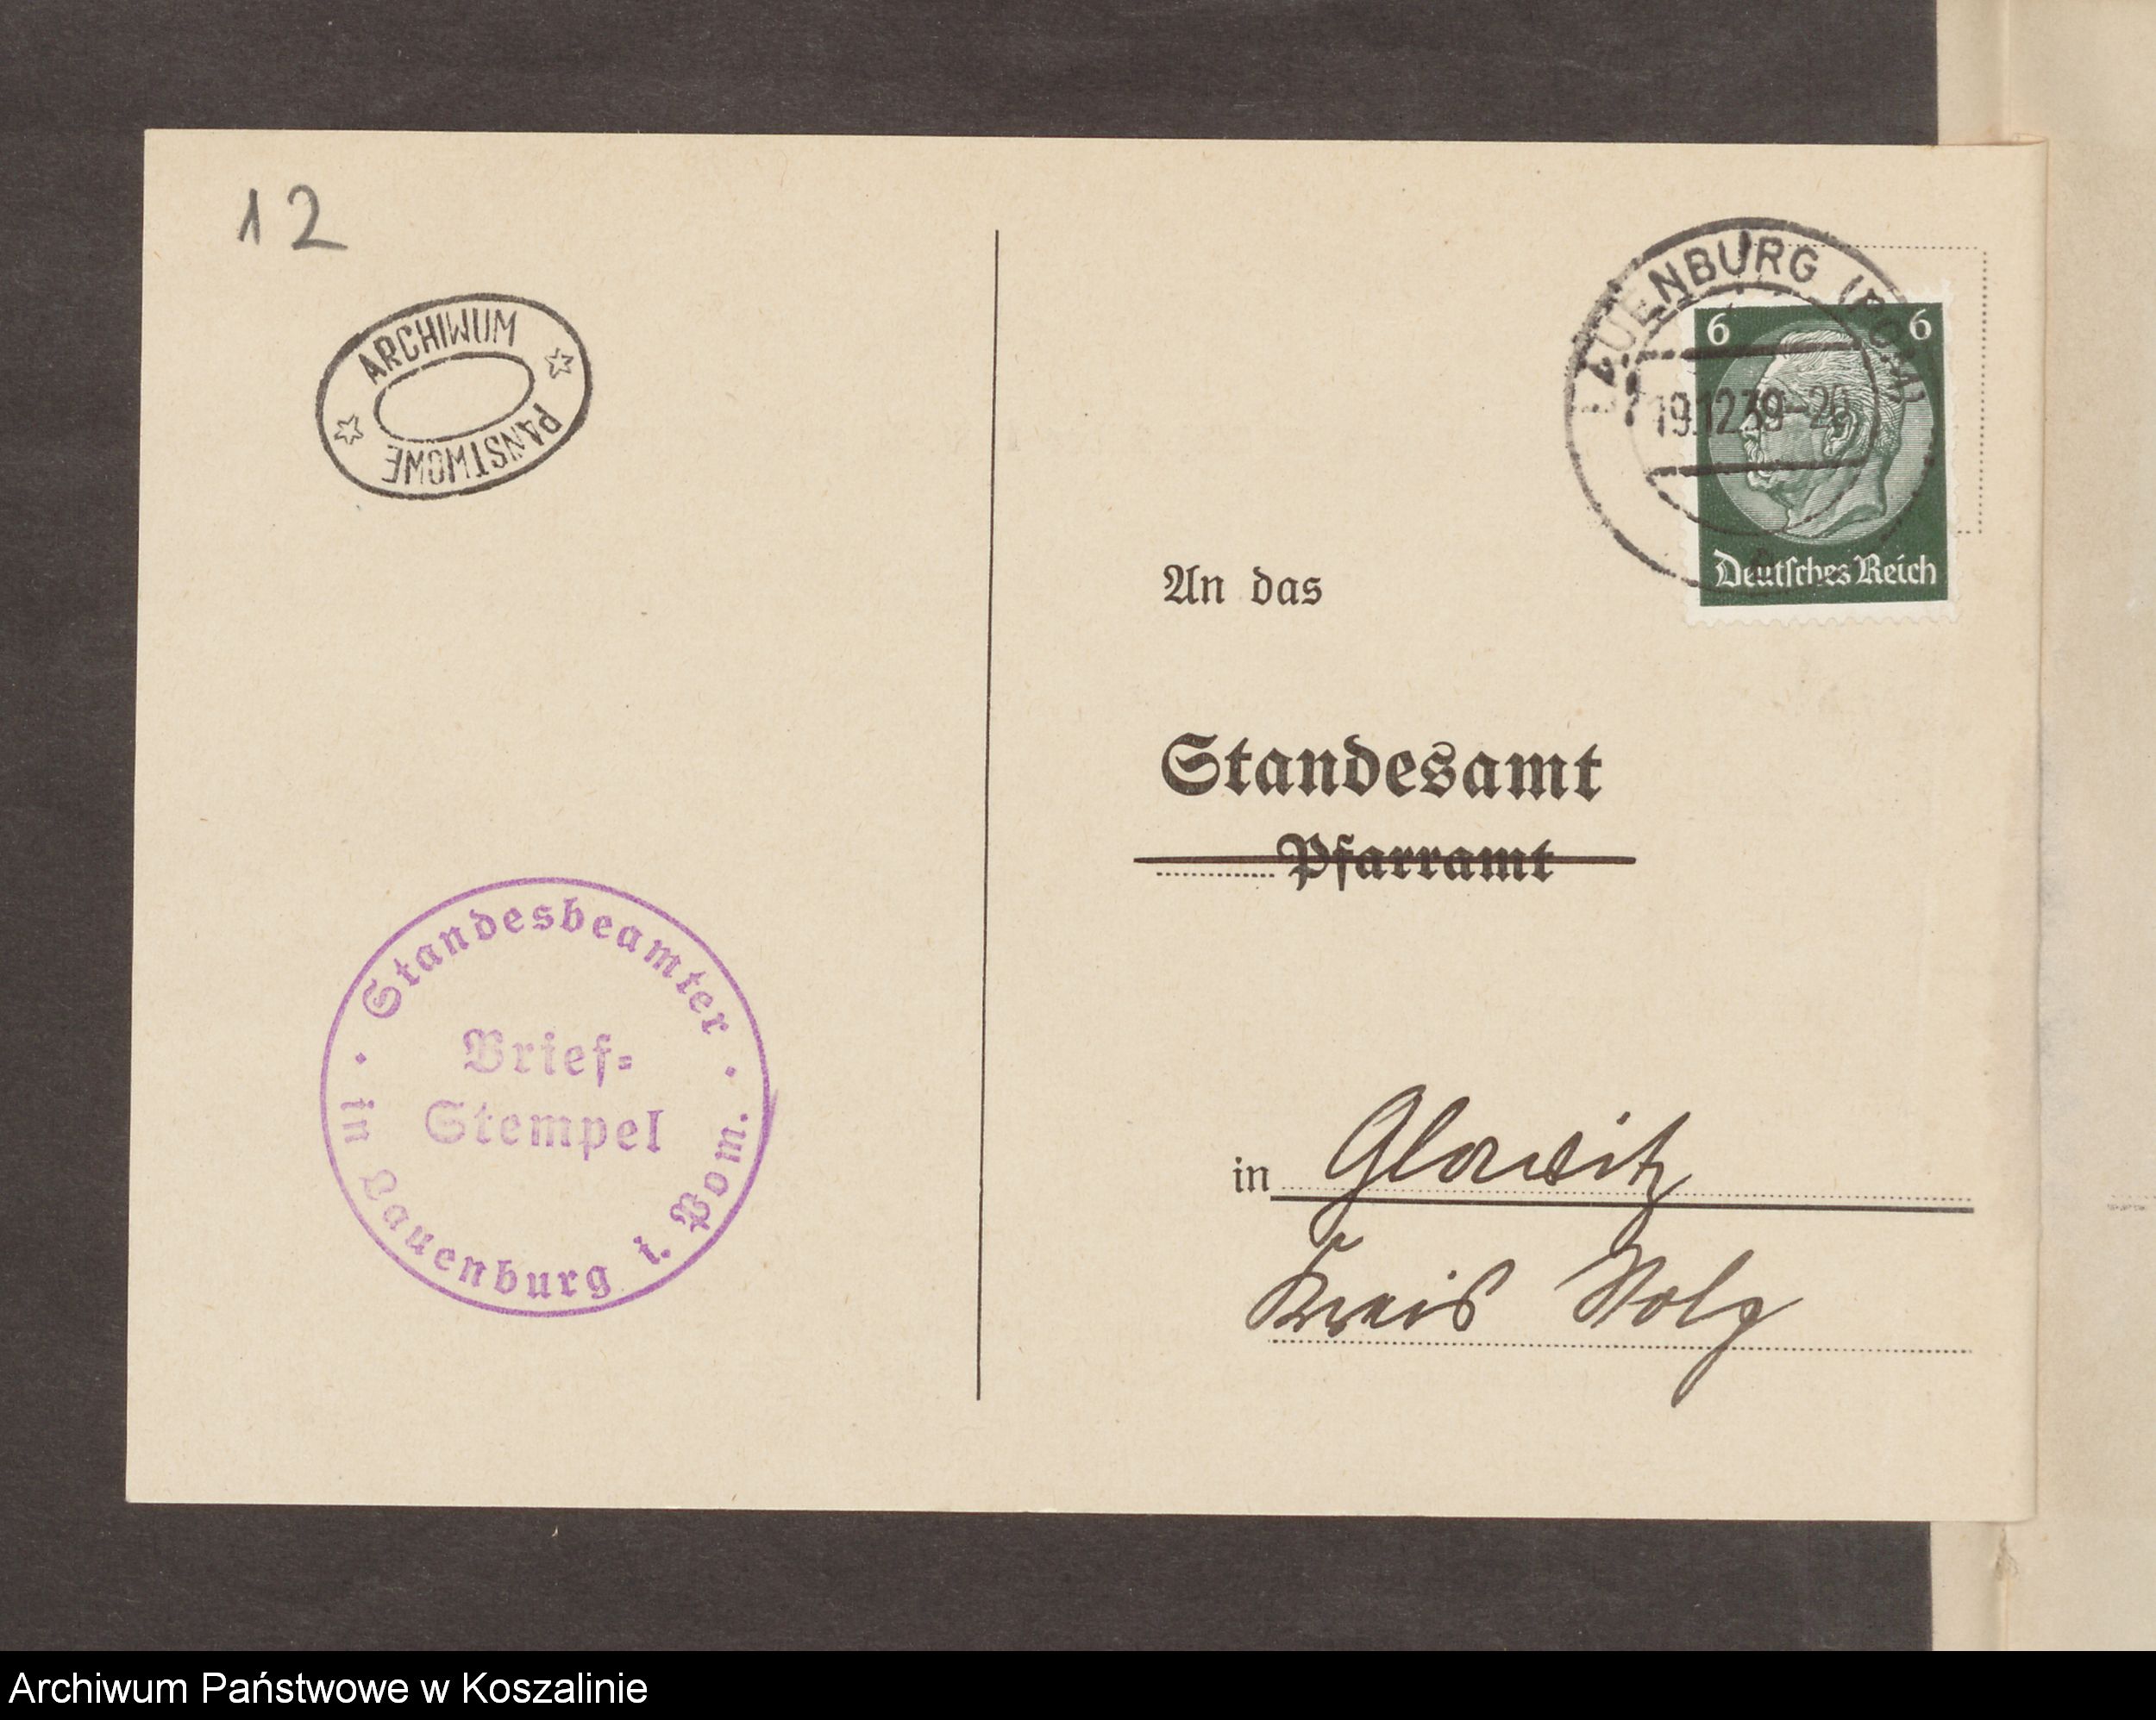 12
ARCHIWUM
PAŃSTWOWE
Standesbeamter
Brief-
Stempel
in Lauenburg i. Pom.
LAUENBURG (POM)
19.12.39-20
6 6
Deutsches Reich
An das
Standesamt
Pfarramt
in Glowitz
Kreis Stolp
Archiwum Państwowe w Koszalinie